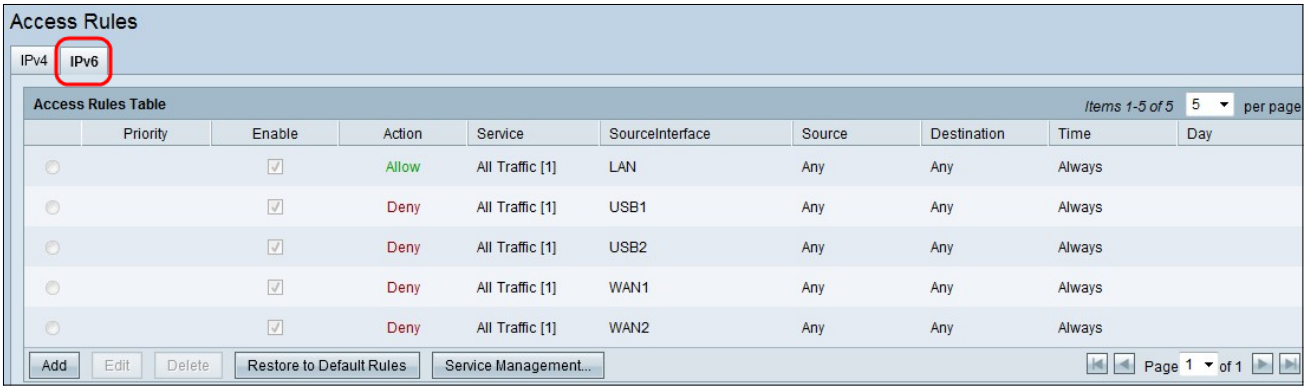 Access Rules
IPv4 IPv6
Access Rules Table Items 1-5 of 5 5 per page
Priority Enable Action Service SourceInterface Source Destination Time Day
Allow All Traffic [1] LAN Any Any Always
Deny All Traffic [1] USB1 Any Any Always
Deny All Traffic [1] USB2 Any Any Always
Deny All Traffic [1] WAN1 Any Any Always
Deny All Traffic [1] WAN2 Any Any Always
Add Edit Delete Restore to Default Rules Service Management... Page 1 of 1